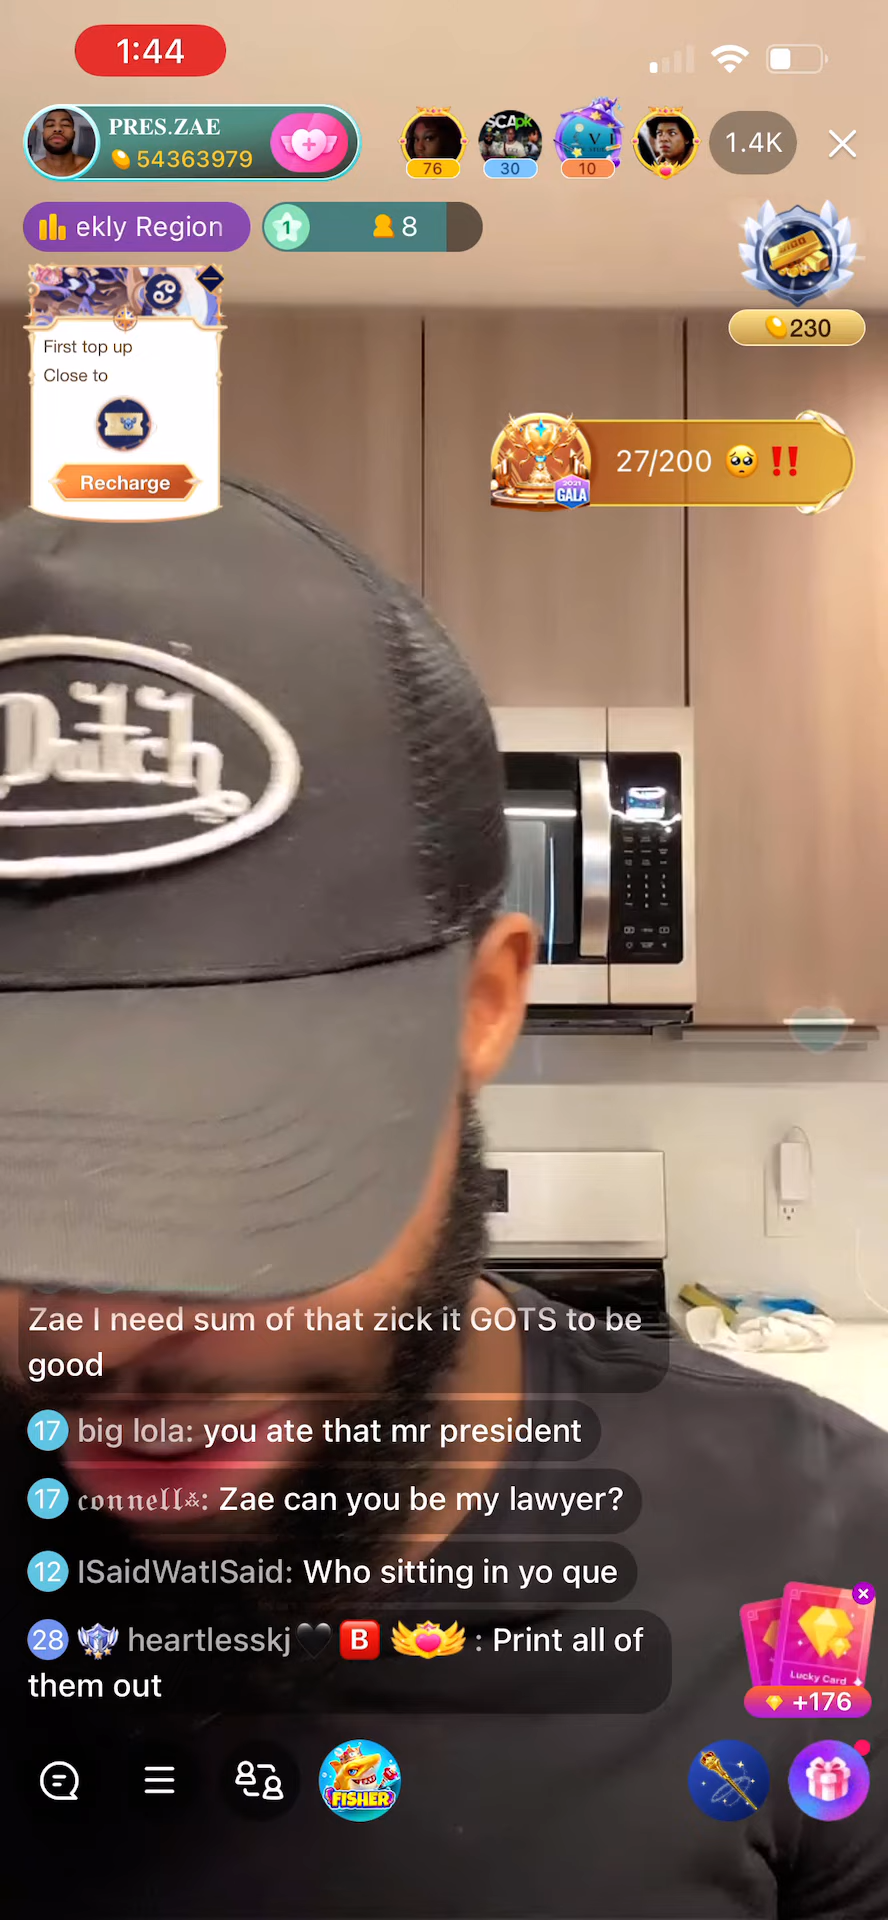 1:44
PRES.ZAE
54363979
76
30
10
1.4K
ekly Region
1
8
230
First top up
Close to
Recharge
27/200 🥺 ‼️
2021
GALA
Dutch
Zae I need sum of that zick it GOTS to be
good
17 big lola: you ate that mr president
17 𝔠𝔬𝔫𝔫𝔢𝔩𝔩ஃ: Zae can you be my lawyer?
12 ISaidWatISaid: Who sitting in yo que
28 heartlesskj🖤🅱️ : Print all of
them out
Lucky Card
+176
FISHER